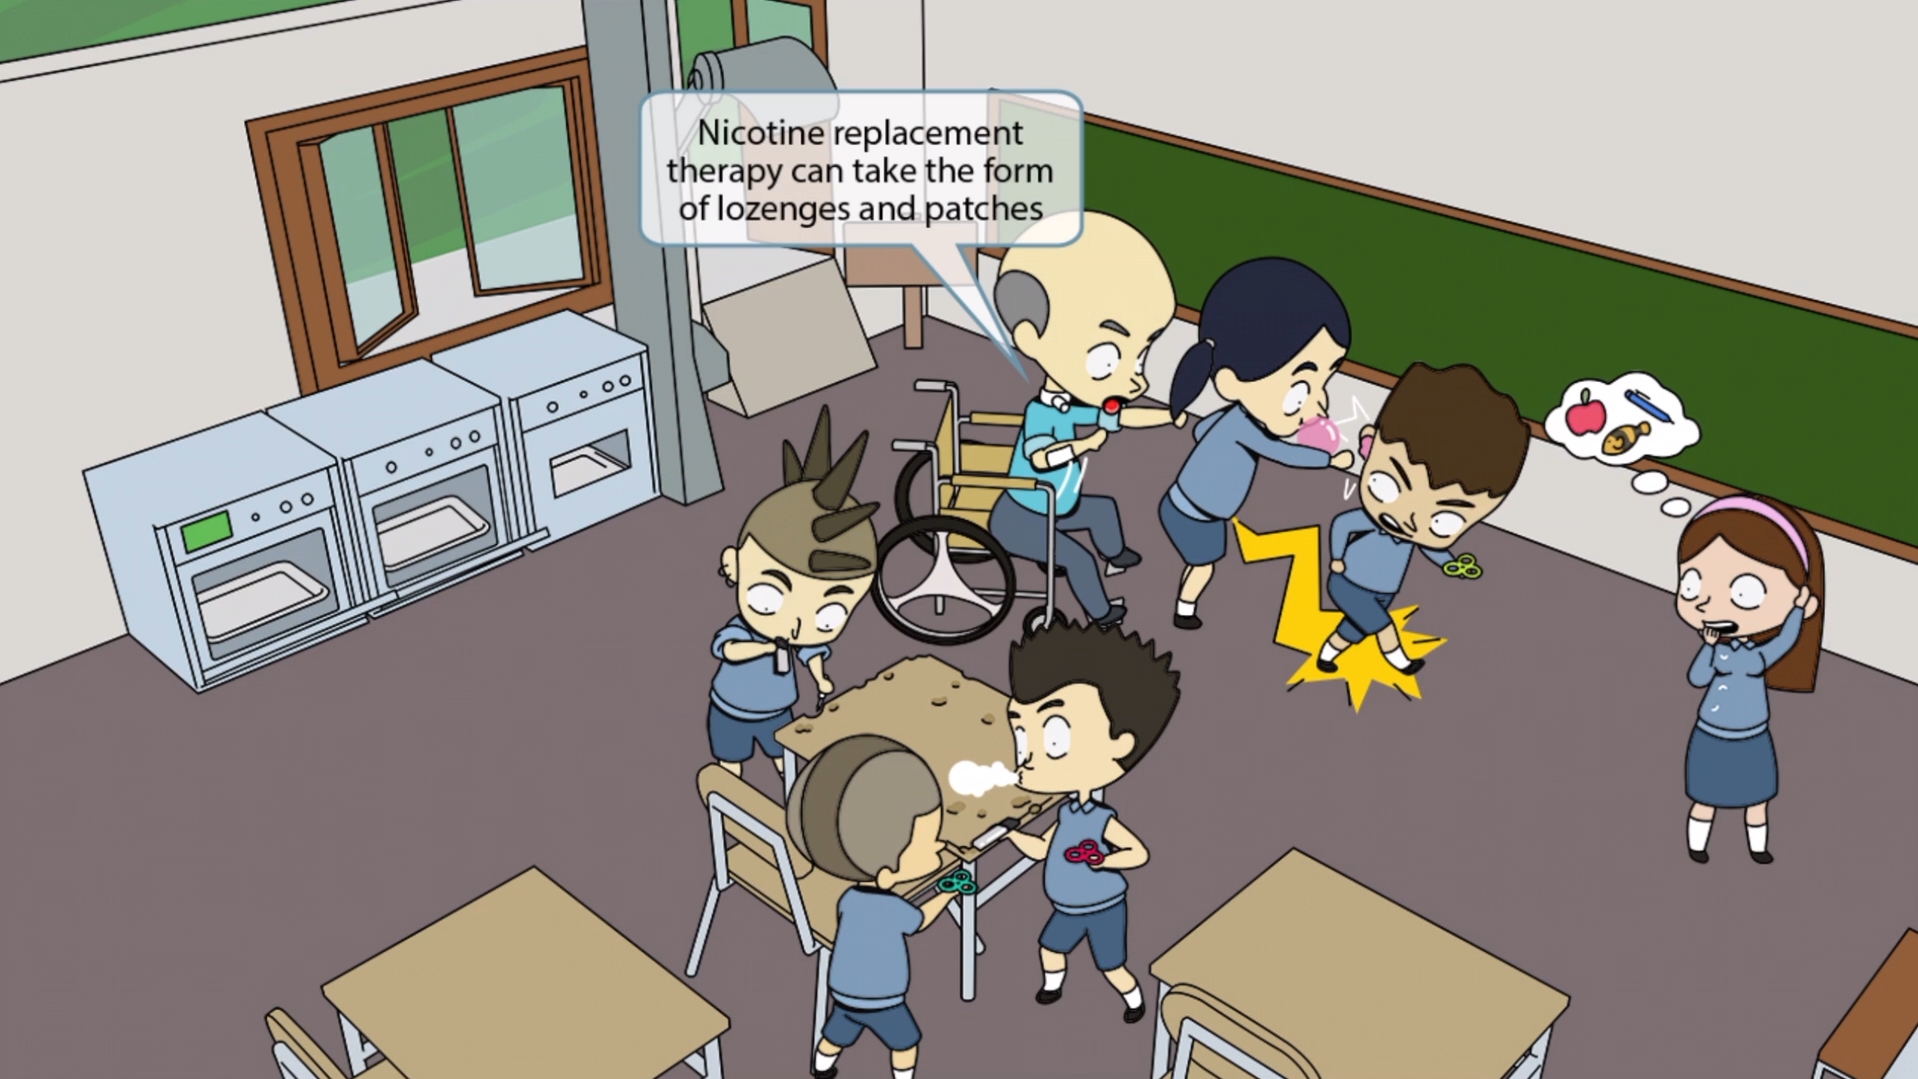 Nicotine replacement
therapy can take the form
of lozenges and patches